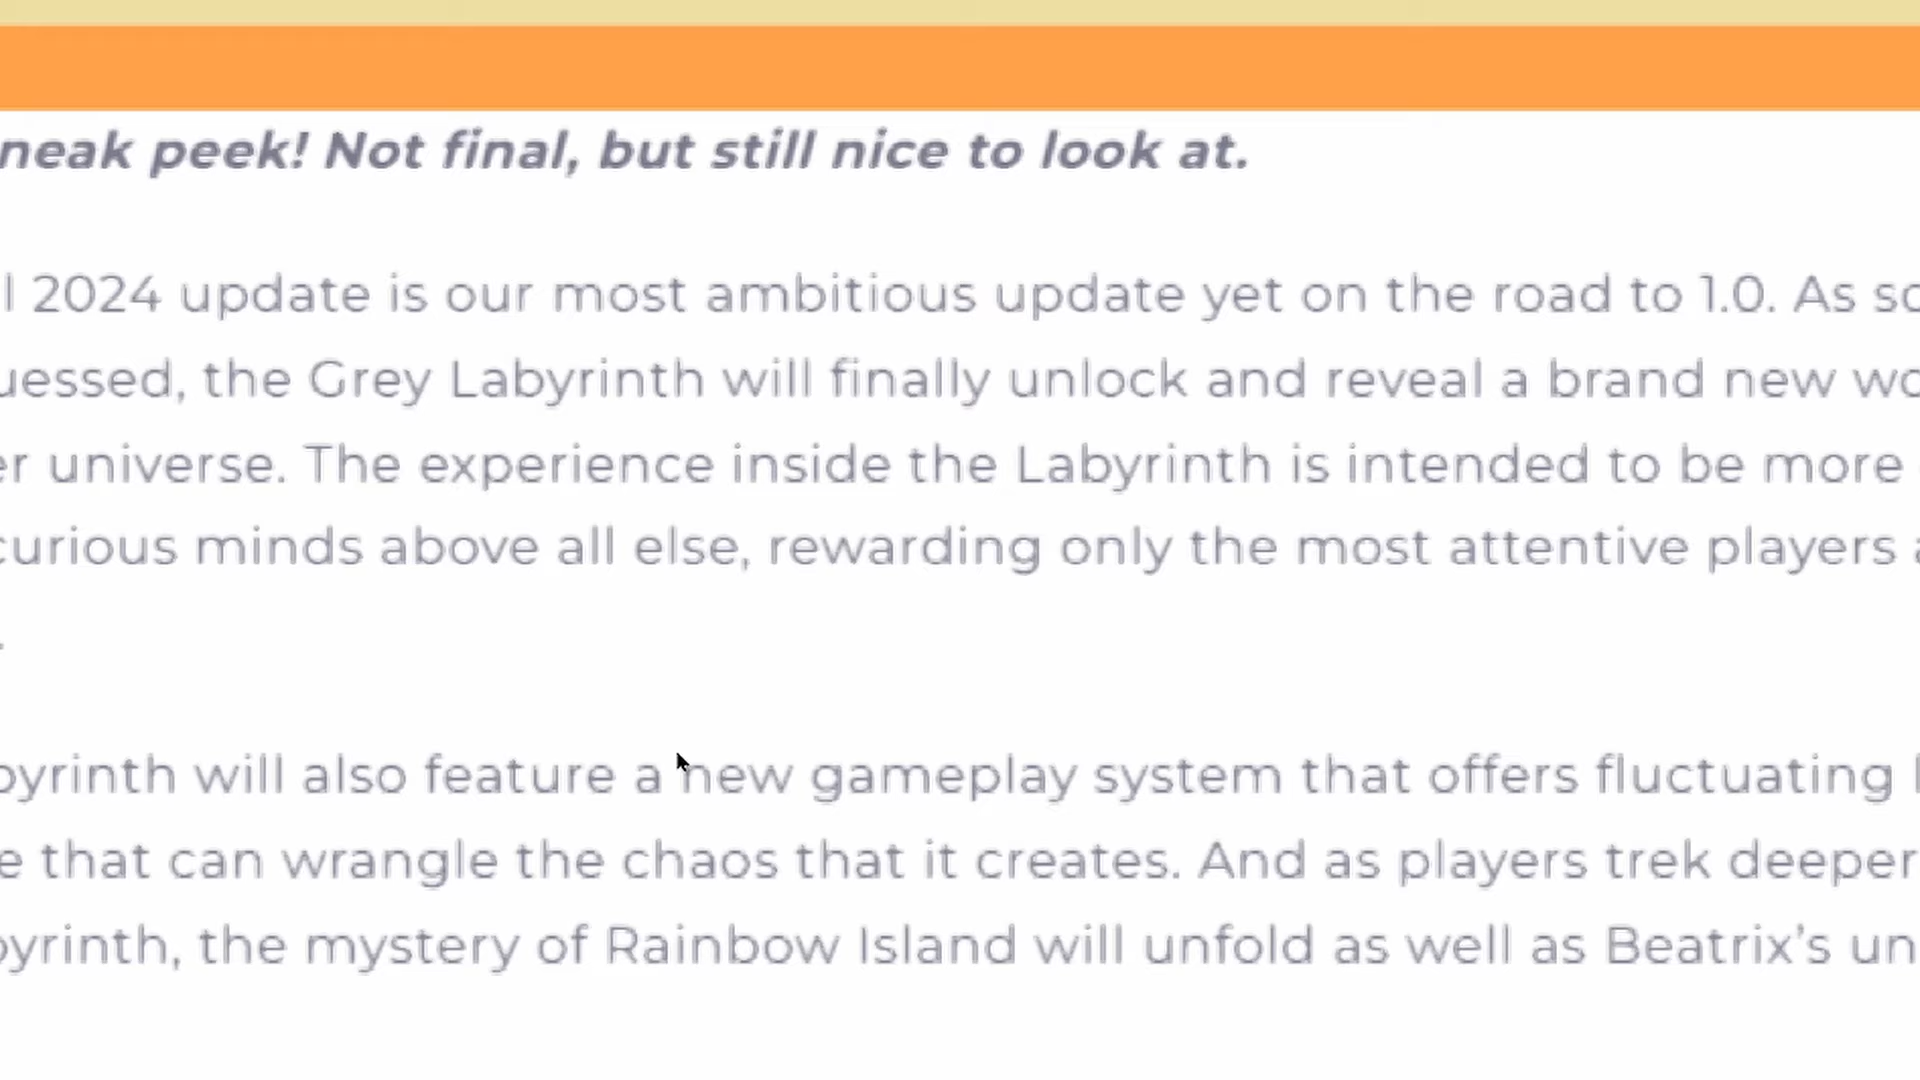 neak peek! Not final, but still nice to look at.
l 2024 update is our most ambitious update yet on the road to 1.0. As so
uessed, the Grey Labyrinth will finally unlock and reveal a brand new wo
er universe. The experience inside the Labyrinth is intended to be more
curious minds above all else, rewarding only the most attentive players a
.
byrinth will also feature a new gameplay system that offers fluctuating l
e that can wrangle the chaos that it creates. And as players trek deeper
byrinth, the mystery of Rainbow Island will unfold as well as Beatrix’s un